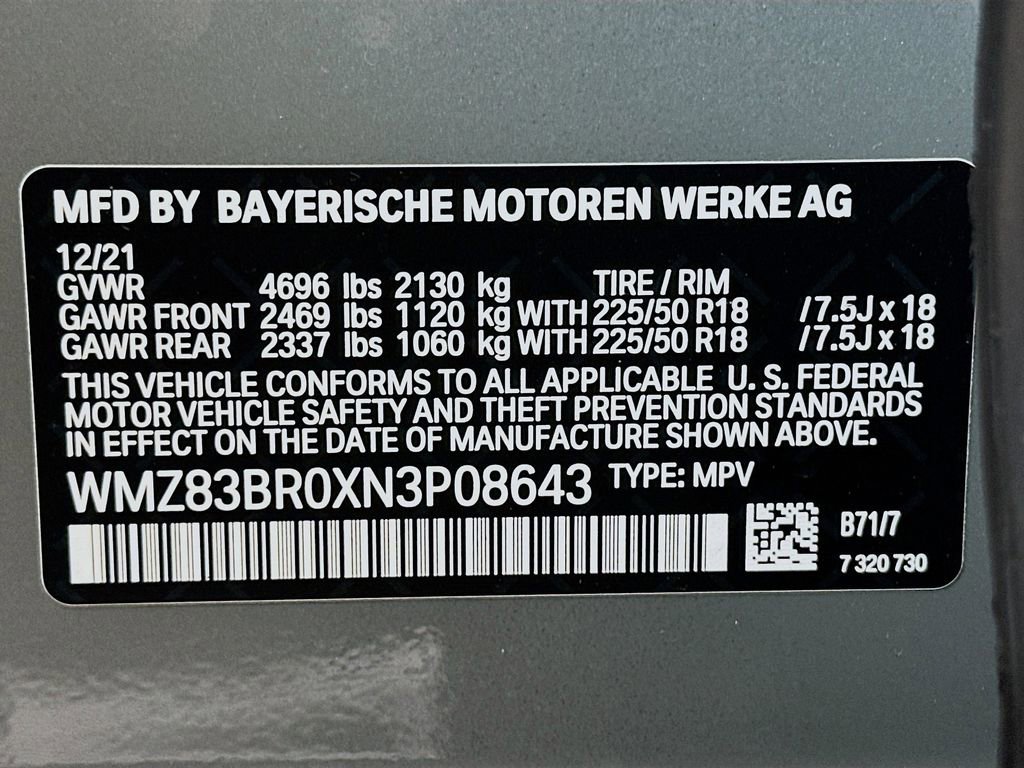 MFD BY BAYERISCHE MOTOREN WERKE AG
12/21
GVWR 4696 lbs 2130 kg TIRE / RIM
GAWR FRONT 2469 lbs 1120 kg WITH 225/50 R18 /7.5J x 18
GAWR REAR 2337 lbs 1060 kg WITH 225/50 R18 /7.5J x 18
THIS VEHICLE CONFORMS TO ALL APPLICABLE U. S. FEDERAL
MOTOR VEHICLE SAFETY AND THEFT PREVENTION STANDARDS
IN EFFECT ON THE DATE OF MANUFACTURE SHOWN ABOVE.
WMZ83BR0XN3P08643 TYPE: MPV
B71/7
7 320 730